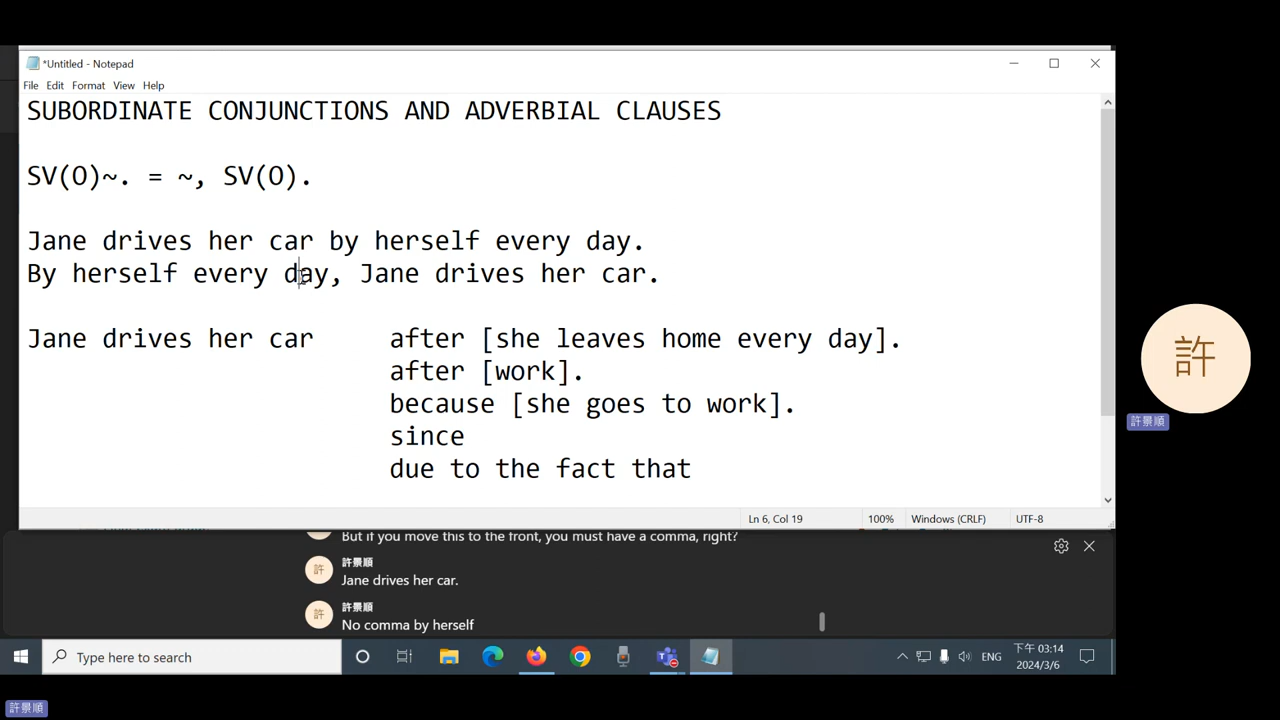 *Untitled - Notepad
File Edit Format View Help
SUBORDINATE CONJUNCTIONS AND ADVERBIAL CLAUSES
SV(O)~. = ~, SV(O).
Jane drives her car by herself every day.
By herself every day, Jane drives her car.
Jane drives her car after [she leaves home every day].
after [work].
because [she goes to work].
since
due to the fact that
Ln 6, Col 19 100% Windows (CRLF) UTF-8
But if you move this to the front, you must have a comma, right?
許 許景順
Jane drives her car.
許 許景順
No comma by herself
許
許景順
Type here to search
ENG
下午 03:14
2024/3/6
許景順